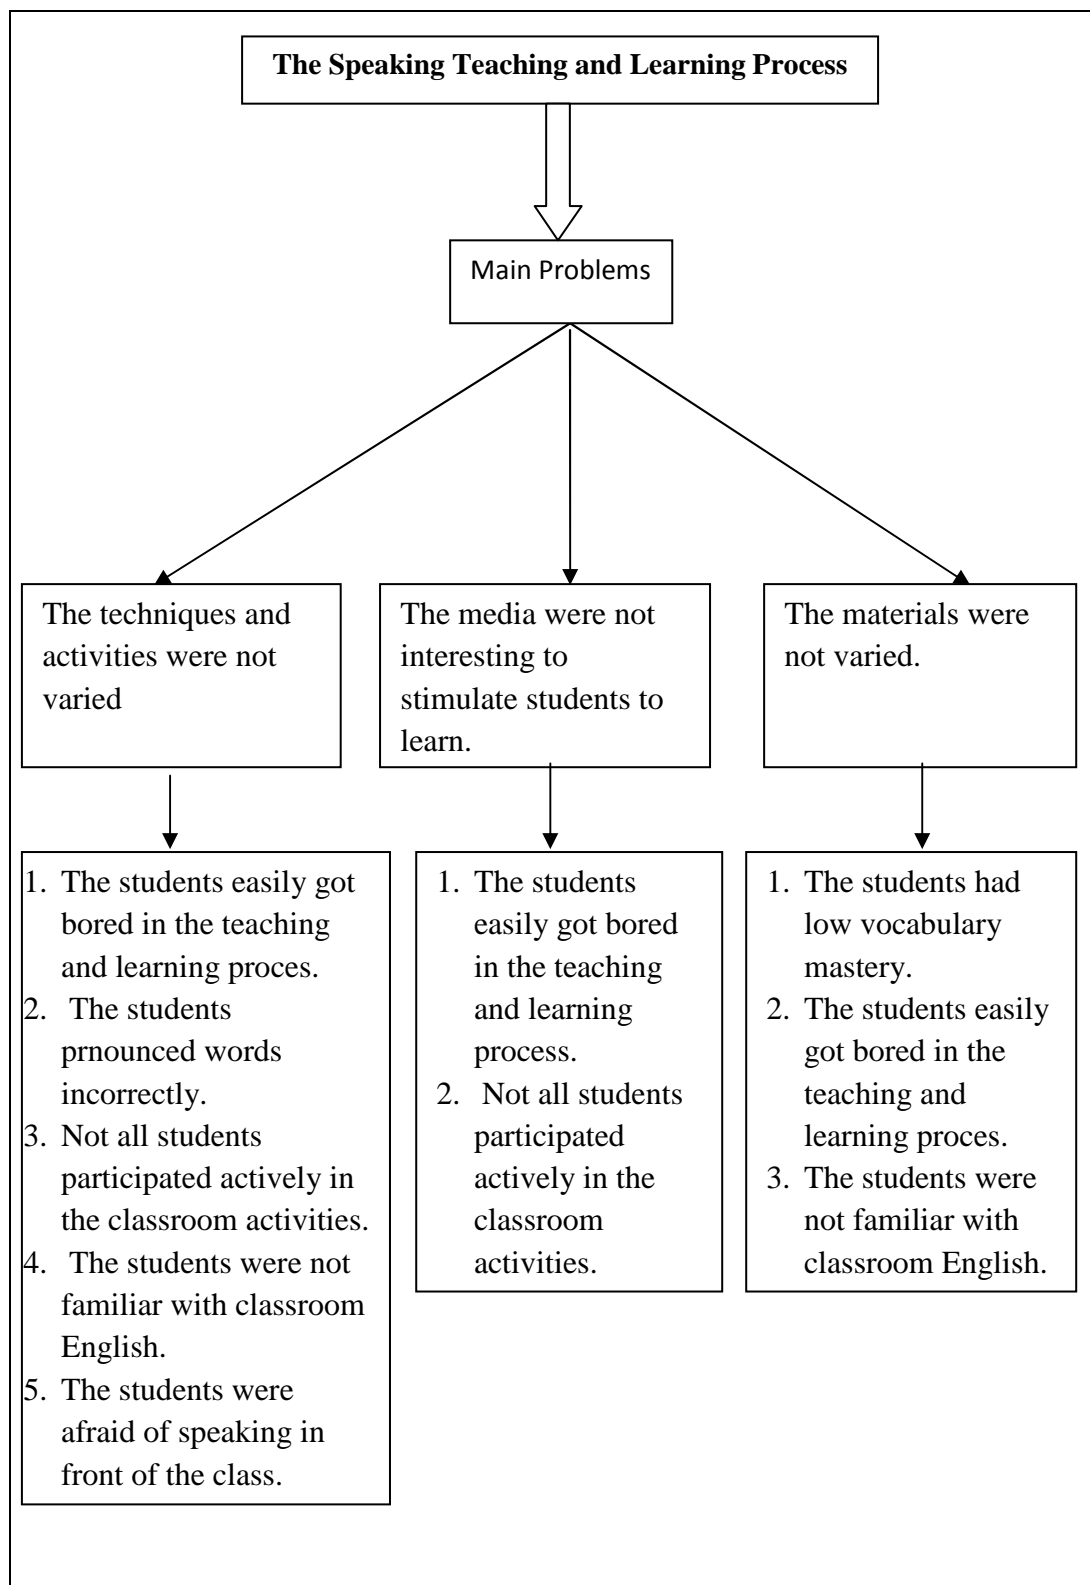 The Speaking Teaching and Learning Process
Main Problems
The techniques and
activities were not
varied
The media were not
interesting to
stimulate students to
learn.
The materials were
not varied.
1. The students easily got
bored in the teaching
and learning proces.
2. The students
prnounced words
incorrectly.
3. Not all students
participated actively in
the classroom activities.
4. The students were not
familiar with classroom
English.
5. The students were
afraid of speaking in
front of the class.
1. The students
easily got bored
in the teaching
and learning
process.
2. Not all students
participated
actively in the
classroom
activities.
1. The students had
low vocabulary
mastery.
2. The students easily
got bored in the
teaching and
learning proces.
3. The students were
not familiar with
classroom English.